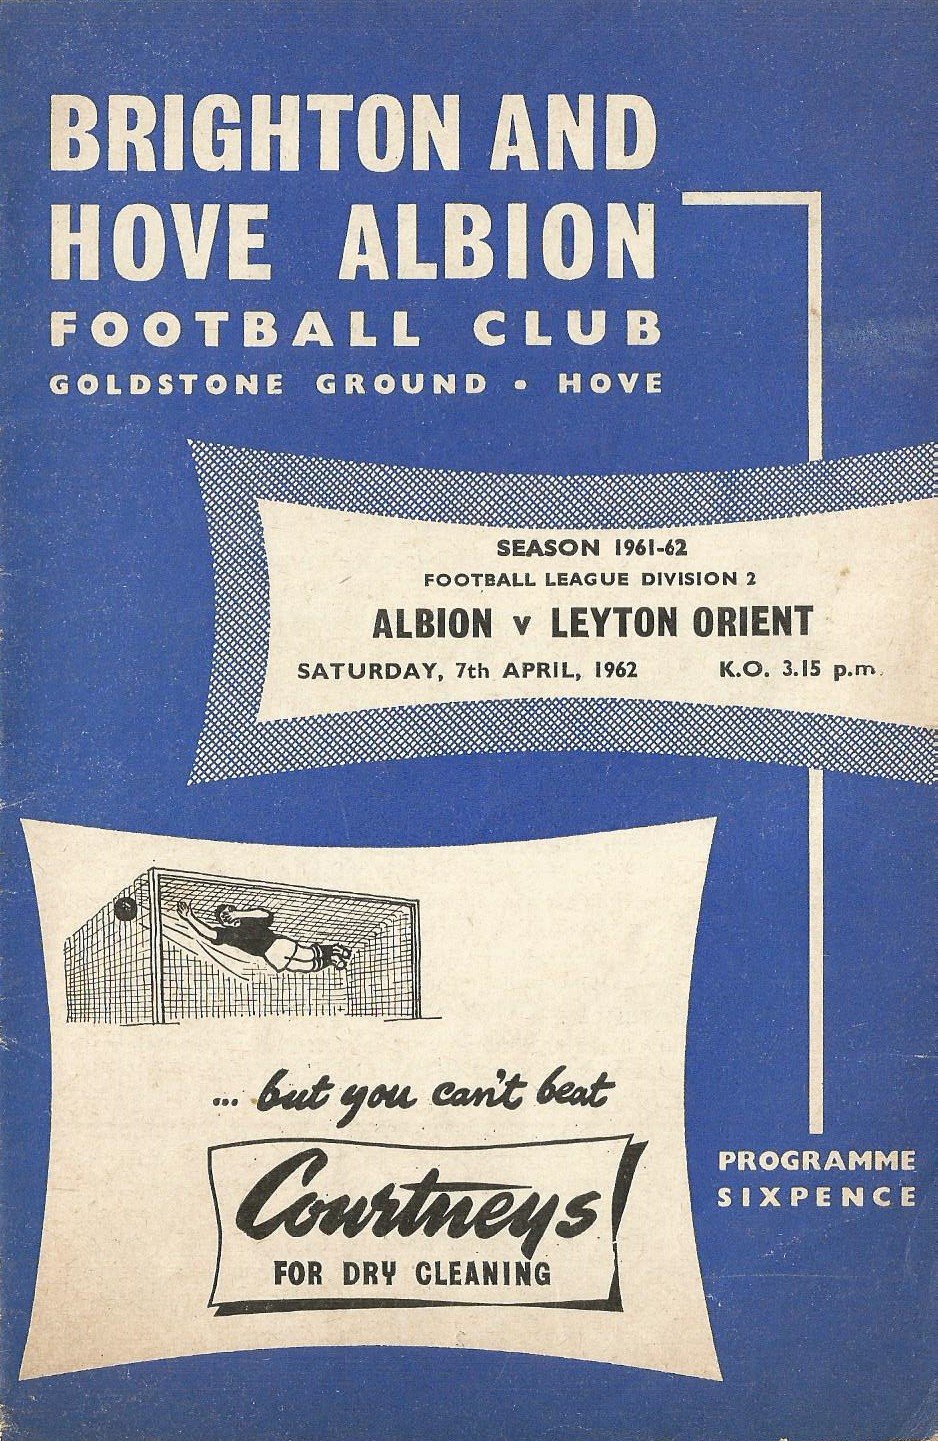 BRIGHTON AND
HOVE ALBION
FOOTBALL CLUB
GOLDSTONE GROUND • HOVE
SEASON 1961-62
FOOTBALL LEAGUE DIVISION 2
ALBION v LEYTON ORIENT
SATURDAY, 7th APRIL, 1962 K.O. 3.15 p.m.
... but you can't beat
Courtneys
FOR DRY CLEANING
PROGRAMME
SIXPENCE